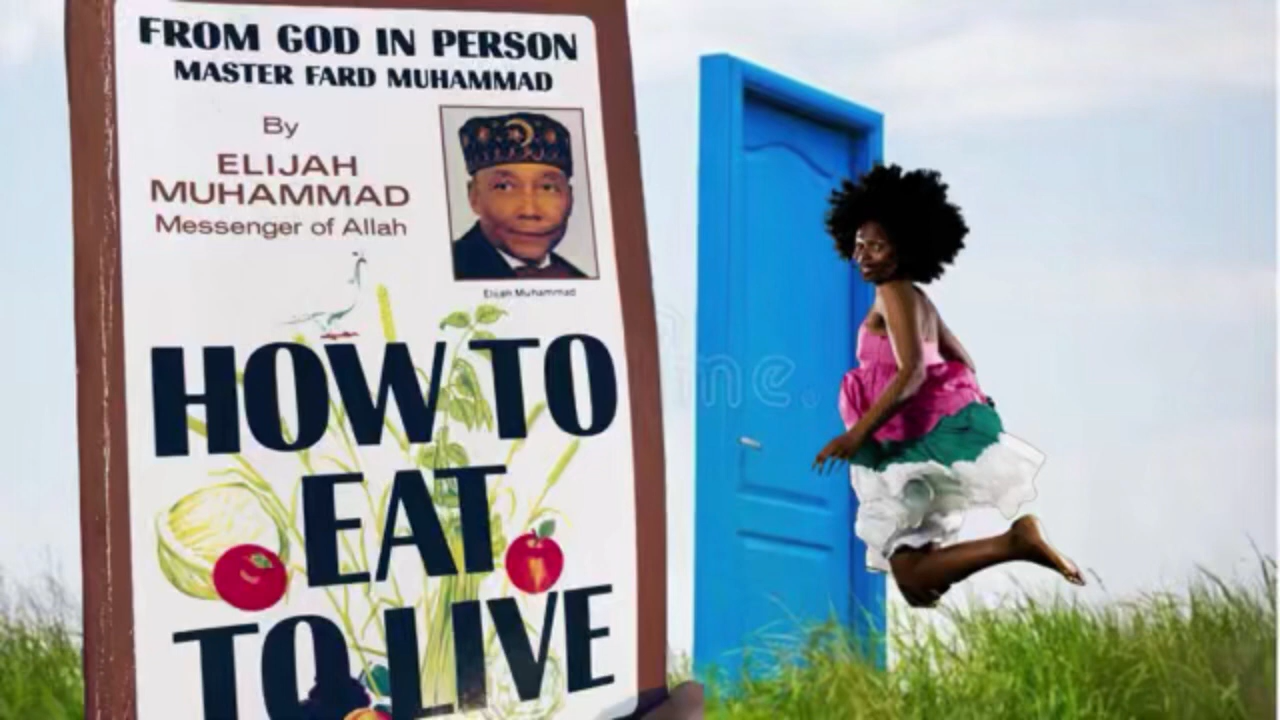 FROM GOD IN PERSON
MASTER FARD MUHAMMAD
By
ELIJAH
MUHAMMAD
Messenger of Allah
Elijah Muhammad
HOW TO
EAT
TO LIVE